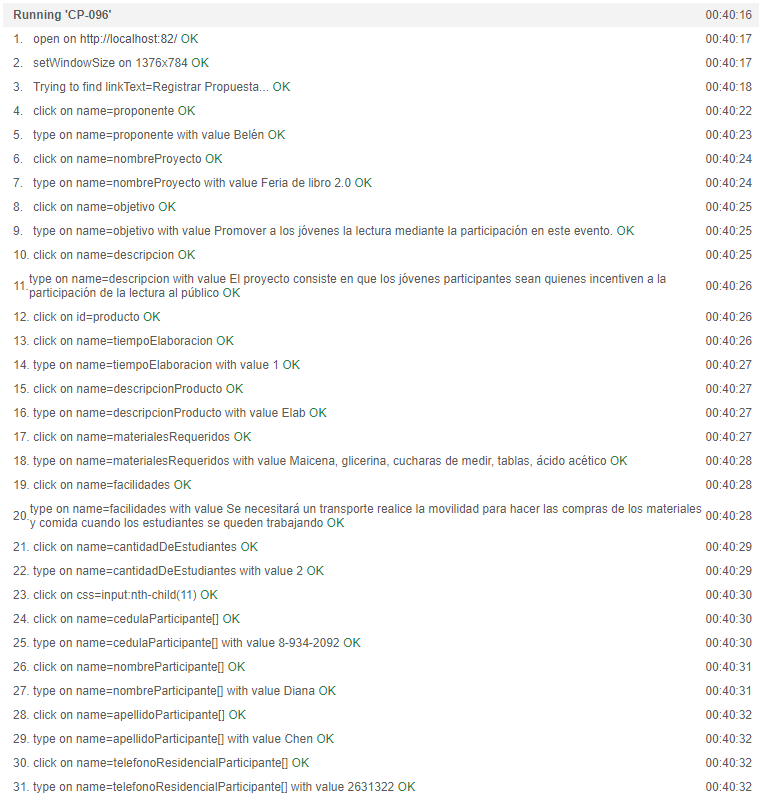 Running 'CP-096' 00:40:16
1. open on http://localhost:82/ OK 00:40:17
2. setWindowSize on 1376x784 OK 00:40:17
3. Trying to find linkText=Registrar Propuesta... OK 00:40:18
4. click on name=proponente OK 00:40:22
5. type on name=proponente with value Belén OK 00:40:23
6. click on name=nombreProyecto OK 00:40:24
7. type on name=nombreProyecto with value Feria de libro 2.0 OK 00:40:24
8. click on name=objetivo OK 00:40:25
9. type on name=objetivo with value Promover a los jóvenes la lectura mediante la participación en este evento. OK 00:40:25
10. click on name=descripcion OK 00:40:25
11. type on name=descripcion with value El proyecto consiste en que los jóvenes participantes sean quienes incentiven a la
participación de la lectura al público OK 00:40:26
12. click on id=producto OK 00:40:26
13. click on name=tiempoElaboracion OK 00:40:26
14. type on name=tiempoElaboracion with value 1 OK 00:40:27
15. click on name=descripcionProducto OK 00:40:27
16. type on name=descripcionProducto with value Elab OK 00:40:27
17. click on name=materialesRequeridos OK 00:40:27
18. type on name=materialesRequeridos with value Maicena, glicerina, cucharas de medir, tablas, ácido acético OK 00:40:28
19. click on name=facilidades OK 00:40:28
20. type on name=facilidades with value Se necesitará un transporte realice la movilidad para hacer las compras de los materiales
y comida cuando los estudiantes se queden trabajando OK 00:40:28
21. click on name=cantidadDeEstudiantes OK 00:40:29
22. type on name=cantidadDeEstudiantes with value 2 OK 00:40:29
23. click on css=input:nth-child(11) OK 00:40:30
24. click on name=cedulaParticipante[] OK 00:40:30
25. type on name=cedulaParticipante[] with value 8-934-2092 OK 00:40:30
26. click on name=nombreParticipante[] OK 00:40:31
27. type on name=nombreParticipante[] with value Diana OK 00:40:31
28. click on name=apellidoParticipante[] OK 00:40:32
29. type on name=apellidoParticipante[] with value Chen OK 00:40:32
30. click on name=telefonoResidencialParticipante[] OK 00:40:32
31. type on name=telefonoResidencialParticipante[] with value 2631322 OK 00:40:32